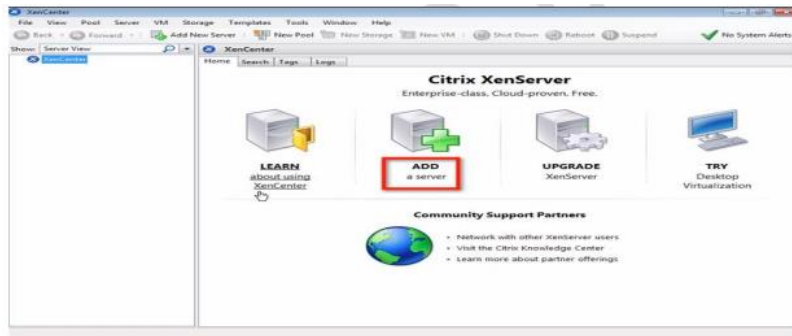 XenCenter
File View Pool Server VM Storage Templates Tools Window Help
Back Forward Add New Server New Pool New Storage New VM Shut Down Reboot Suspend No System Alerts
Show: Server View XenCenter
XenCenter
Home Search Tags Logs
Citrix XenServer
Enterprise-class. Cloud-proven. Free.
LEARN ADD UPGRADE TRY
about using a server XenServer Desktop
XenCenter Virtualization
Community Support Partners
• Network with other XenServer users
• Visit the Citrix Knowledge Center
• Learn more about partner offerings